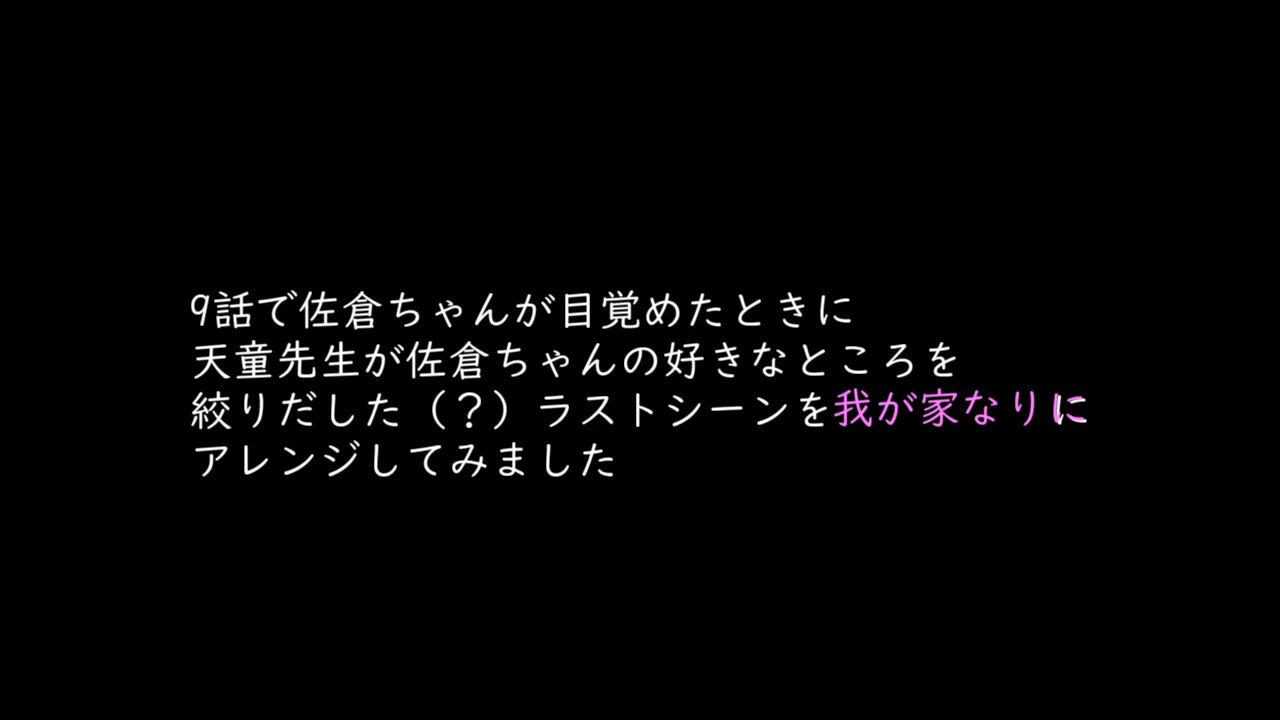 9話で佐倉ちゃんが目覚めたときに
天童先生が佐倉ちゃんの好きなところを
絞りだした（？）ラストシーンを我が家なりに
アレンジしてみました